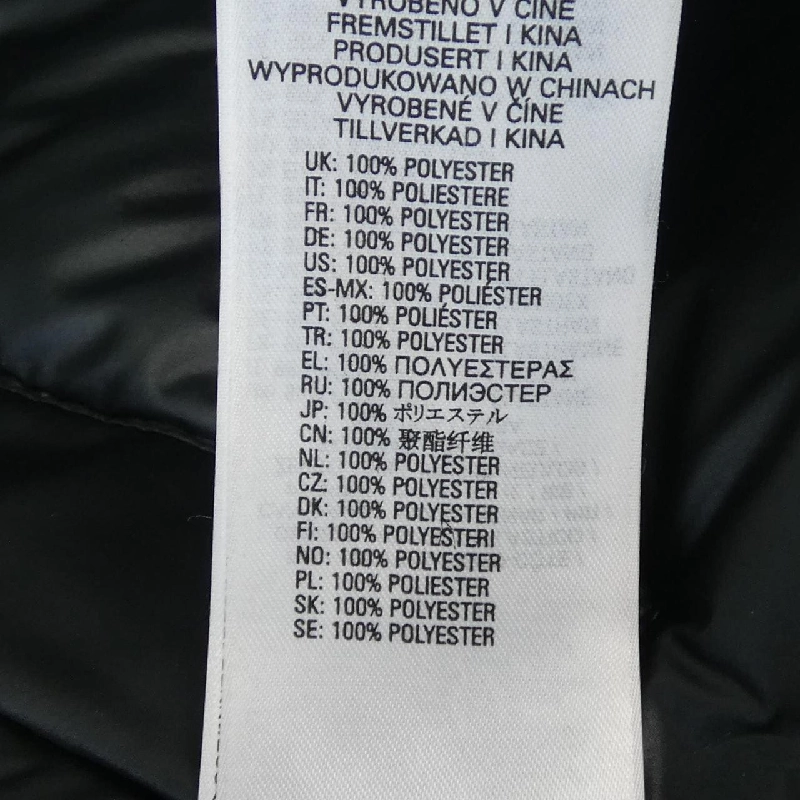 VYROBENO V ČÍNĚ
FREMSTILLET I KINA
PRODUSERT I KINA
WYPRODUKOWANO W CHINACH
VYROBENÉ V ČÍNE
TILLVERKAD I KINA
UK: 100% POLYESTER
IT: 100% POLIESTERE
FR: 100% POLYESTER
DE: 100% POLYESTER
US: 100% POLYESTER
ES-MX: 100% POLIÉSTER
PT: 100% POLIÉSTER
TR: 100% POLYESTER
EL: 100% ΠΟΛΥΕΣΤΕΡΑΣ
RU: 100% ПОЛИЭСТЕР
JP: 100% ポリエステル
CN: 100% 聚酯纤维
NL: 100% POLYESTER
CZ: 100% POLYESTER
DK: 100% POLYESTER
FI: 100% POLYESTERI
NO: 100% POLYESTER
PL: 100% POLIESTER
SK: 100% POLYESTER
SE: 100% POLYESTER